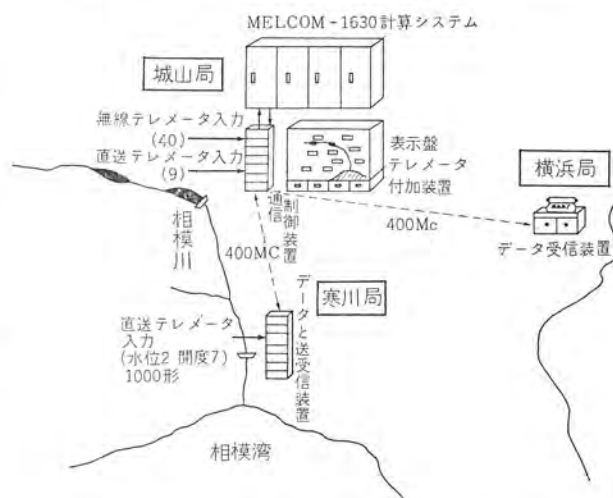 MELCOM-1630計算システム
城山局
無線テレメータ入力
(40)
直送テレメータ入力
(9)
通信
制御装置
表示盤
テレメータ
付加装置
横浜局
データ受信装置
400Mc
400MC
相模川
寒川局
データと送受信装置
直送テレメータ
入力
(水位2 開度7)
1000形
相模湾